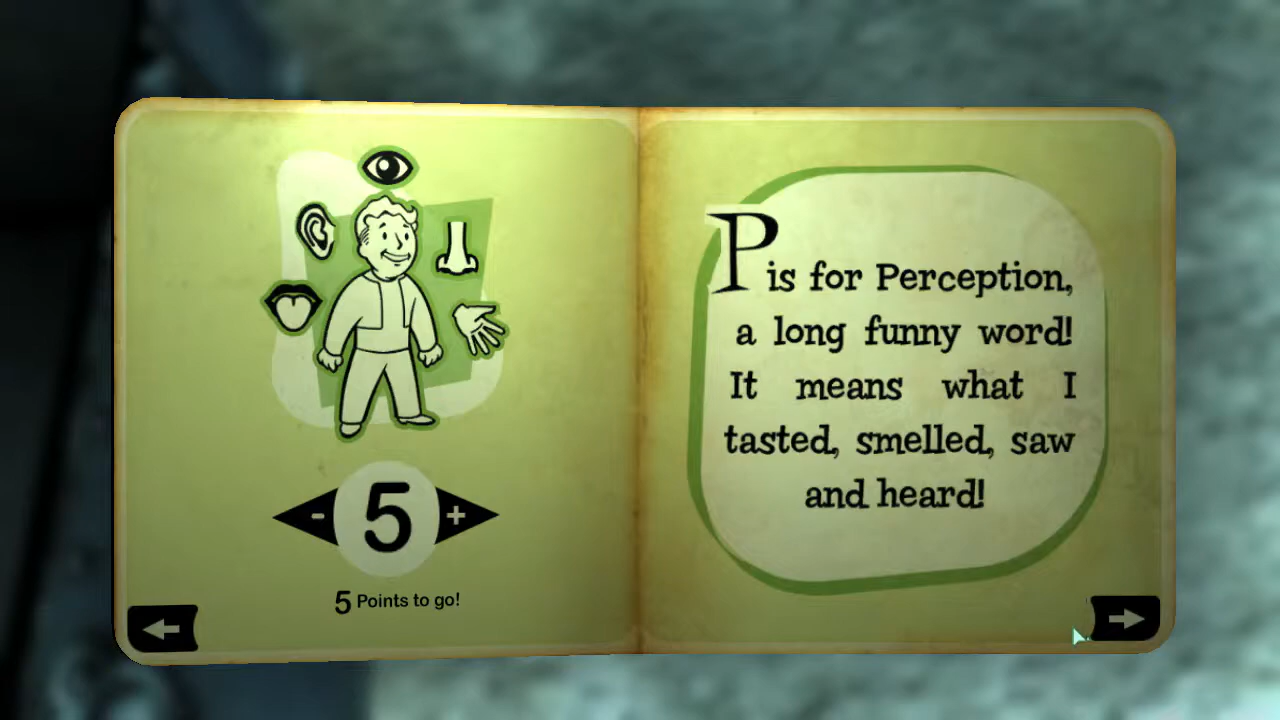 5
5 Points to go!
P is for Perception,
a long funny word!
It means what I
tasted, smelled, saw
and heard!